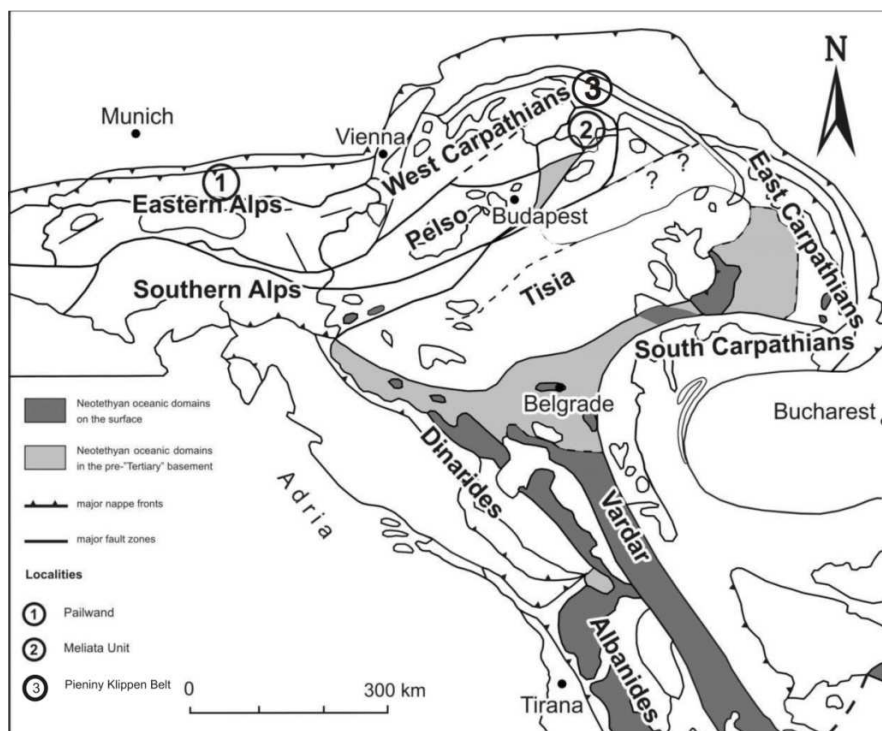 N
3
Munich
Vienna
West Carpathians
2
East Carpathians
1
? ?
Eastern Alps
Pelso
Budapest
Tisia
Southern Alps
South Carpathians
Neotethyan oceanic domains
on the surface
Belgrade
Bucharest
Neotethyan oceanic domains
in the pre-"Tertiary" basement
Dinarides
Adria
major nappe fronts
Vardar
major fault zones
Localities
1 Pailwand
2 Meliata Unit
Albanides
3 Pieniny Klippen Belt
0 300 km
Tirana